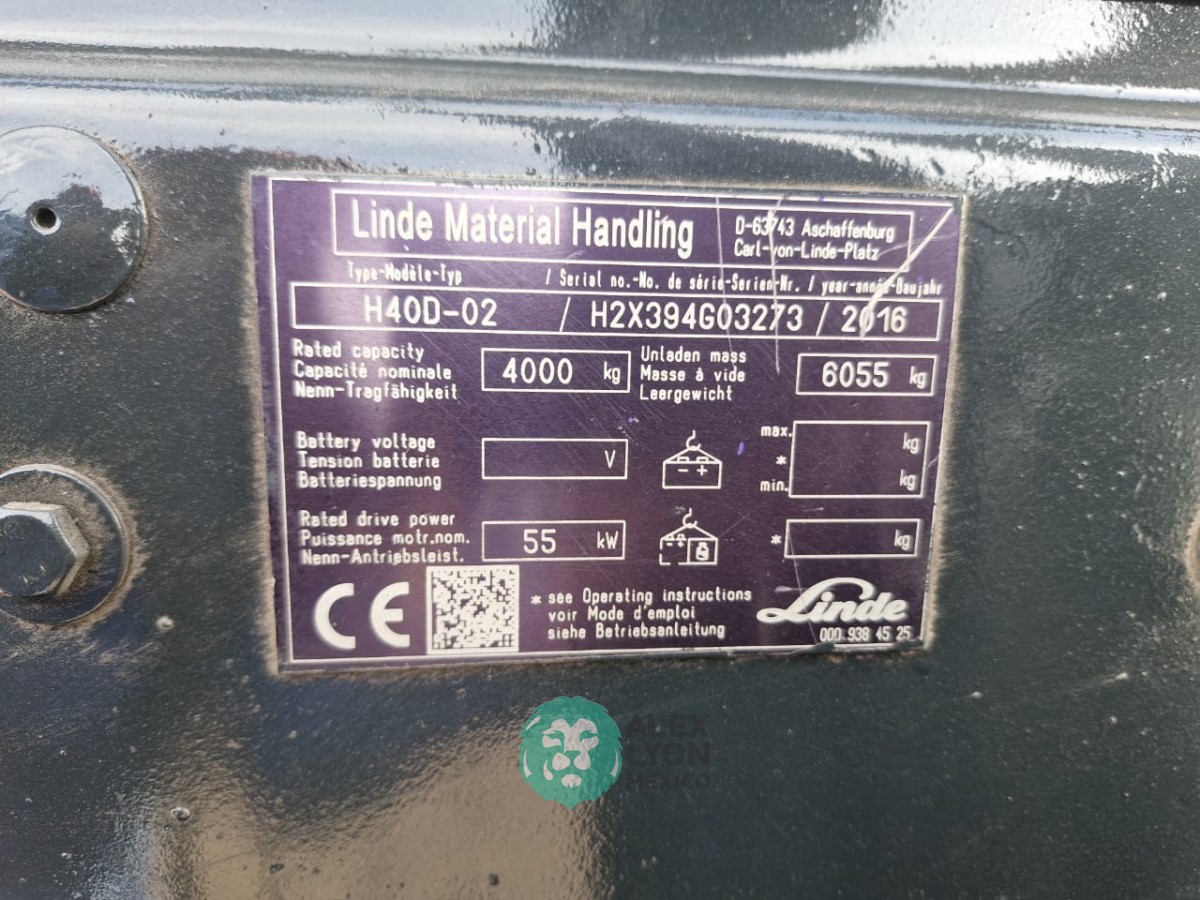 Linde Material Handling
D-63743 Aschaffenburg
Carl-von-Linde-Platz
Type-Modèle-Typ / Serial no.-No. de série-Serien-Nr. / year-année-Baujahr
H40D-02 / H2X394G03273 / 2016
Rated capacity
Capacité nominale
Nenn-Tragfähigkeit
4000 kg
Unladen mass
Masse à vide
Leergewicht
6055 kg
Battery voltage
Tension batterie
Batteriespannung
V
- +
max. kg
*
min. kg
Rated drive power
Puissance motr.nom.
Nenn-Antriebsleist.
55 kW
* kg
CE
* see Operating instructions
voir Mode d'emploi
siehe Betriebsanleitung
Linde
000 938 45 25
ALEX
LYON
MEXICO